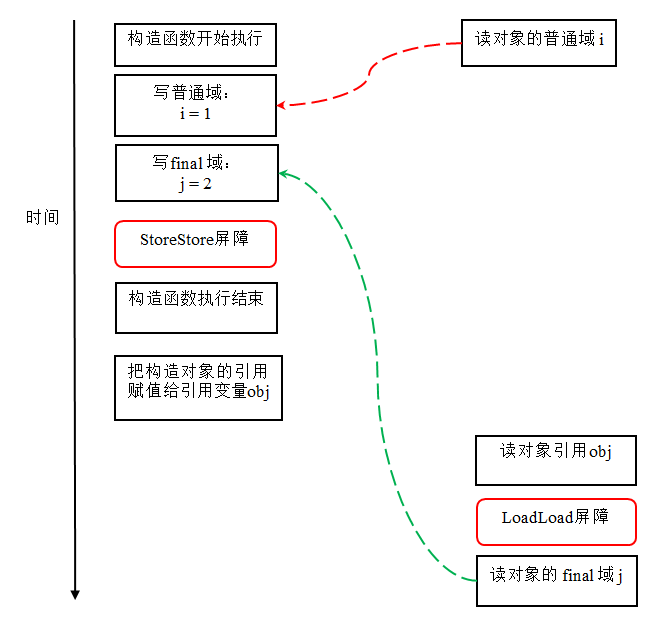 构造函数开始执行
读对象的普通域 i
写普通域：
i = 1
写final 域：
j = 2
时间
StoreStore屏障
构造函数执行结束
把构造对象的引用
赋值给引用变量obj
读对象引用obj
LoadLoad屏障
读对象的 final 域 j